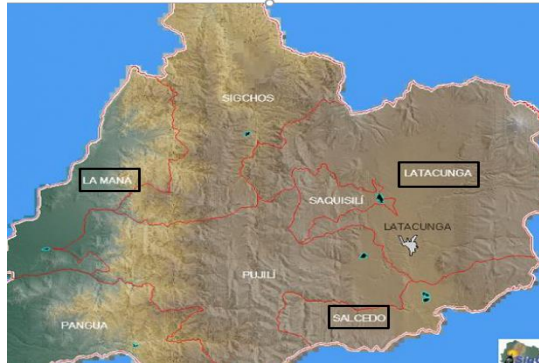 SIGCHOS
LA MANÁ
LATACUNGA
SAQUISILÍ
LATACUNGA
PUJILÍ
SALCEDO
PANGUA